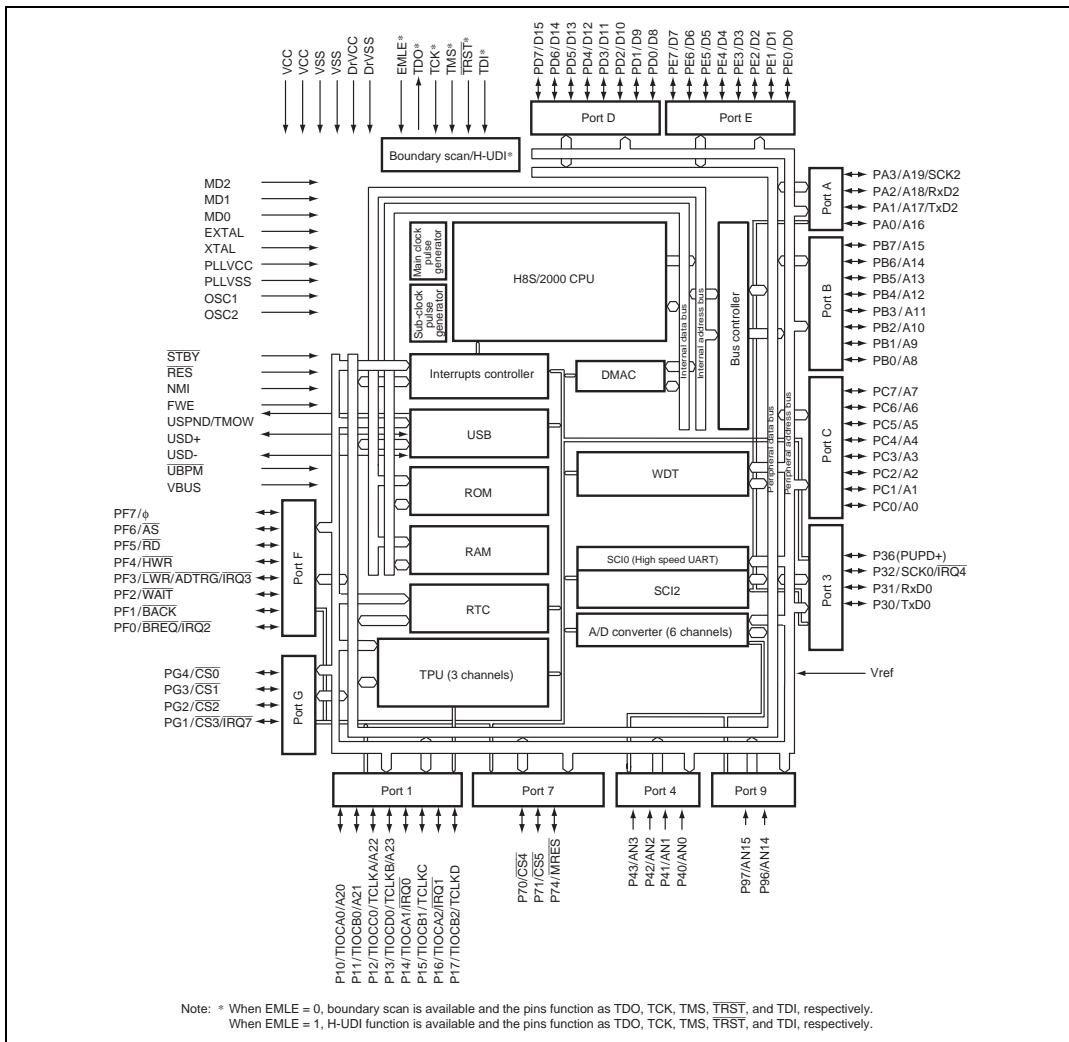 VCC
VCC
VSS
VSS
DrVCC
DrVSS
EMLE*
TDO*
TCK*
TMS*
TRST*
TDI*
PD7/D15
PD6/D14
PD5/D13
PD4/D12
PD3/D11
PD2/D10
PD1/D9
PD0/D8
PE7/D7
PE6/D6
PE5/D5
PE4/D4
PE3/D3
PE2/D2
PE1/D1
PE0/D0
Port D
Port E
Boundary scan/H-UDI*
MD2
MD1
MD0
EXTAL
XTAL
PLLVCC
PLLVSS
OSC1
OSC2
STBY
RES
NMI
FWE
USPND/TMOW
USD+
USD-
UBPM
VBUS
Main clock
pulse
generator
Sub-clock
pulse
generator
H8S/2000 CPU
Internal data bus
Internal address bus
Bus controller
Port A
PA3/A19/SCK2
PA2/A18/RxD2
PA1/A17/TxD2
PA0/A16
Port B
PB7/A15
PB6/A14
PB5/A13
PB4/A12
PB3/A11
PB2/A10
PB1/A9
PB0/A8
Interrupts controller
DMAC
USB
ROM
RAM
RTC
TPU (3 channels)
WDT
SCI0 (High speed UART)
SCI2
A/D converter (6 channels)
Peripheral data bus
Peripheral address bus
Port C
PC7/A7
PC6/A6
PC5/A5
PC4/A4
PC3/A3
PC2/A2
PC1/A1
PC0/A0
Port 3
P36 (PUPD+)
P32/SCK0/IRQ4
P31/RxD0
P30/TxD0
Vref
PF7/ϕ
PF6/AS
PF5/RD
PF4/HWR
PF3/LWR/ADTRG/IRQ3
PF2/WAIT
PF1/BACK
PF0/BREQ/IRQ2
Port F
PG4/CS0
PG3/CS1
PG2/CS2
PG1/CS3/IRQ7
Port G
Port 1
Port 7
Port 4
Port 9
P10/TIOCA0/A20
P11/TIOCB0/A21
P12/TIOCC0/TCLKA/A22
P13/TIOCD0/TCLKB/A23
P14/TIOCA1/IRQ0
P15/TIOCB1/TCLKC
P16/TIOCA2/IRQ1
P17/TIOCB2/TCLKD
P70/CS4
P71/CS5
P74/MRES
P43/AN3
P42/AN2
P41/AN1
P40/AN0
P97/AN15
P96/AN14
Note: * When EMLE = 0, boundary scan is available and the pins function as TDO, TCK, TMS, TRST, and TDI, respectively.
When EMLE = 1, H-UDI function is available and the pins function as TDO, TCK, TMS, TRST, and TDI, respectively.